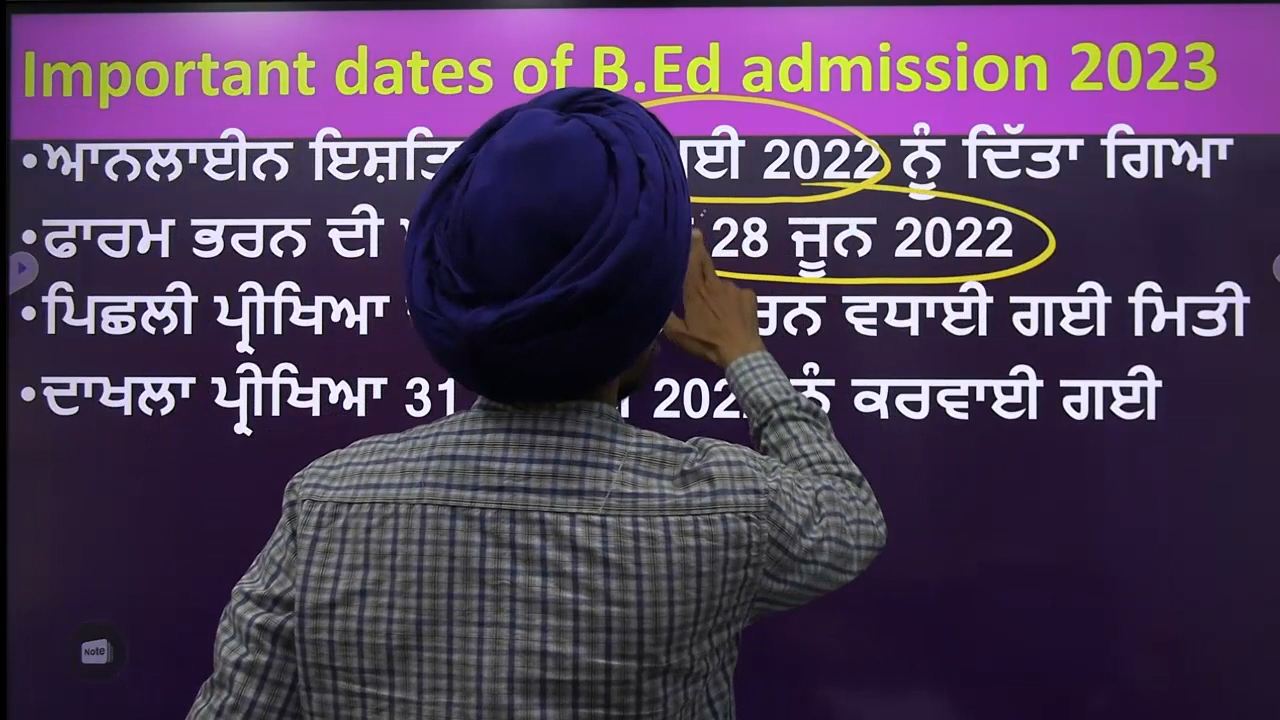 Important dates of B.Ed admission 2023
•ਆਨਲਾਈਨ 2022 ਨੂੰ ਦਿੱਤਾ ਗਿਆ
•ਫਾਰਮ ਭਰਨ ਦੀ 28 ਜੂਨ 2022
•ਪਿਛਲੀ ਪ੍ਰੀਖਿਆ ਵਧਾਈ ਗਈ ਮਿਤੀ
•ਦਾਖਲਾ ਪ੍ਰੀਖਿਆ 31 ਕਰਵਾਈ ਗਈ
Note